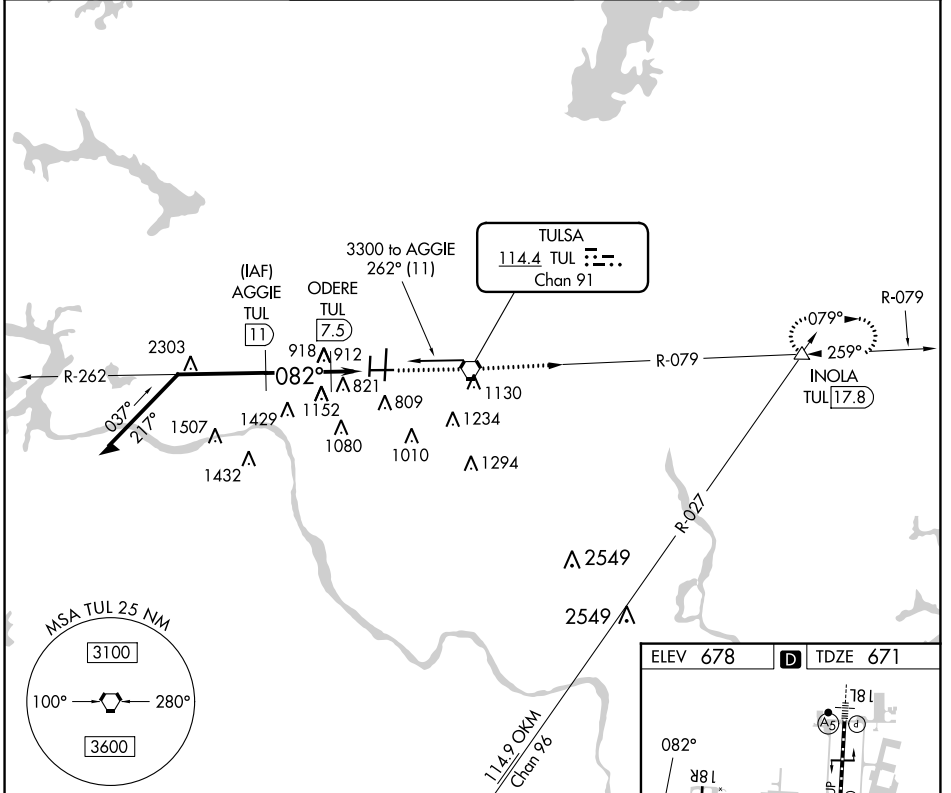 TULSA
114.4 TUL
Chan 91
3300 to AGGIE
262° (11)
(IAF)
AGGIE
TUL
11
ODERE
TUL
7.5
R-079
079°
259°
INOLA
TUL 17.8
R-079
2303
918
912
R-262
082°
821
1130
037°
217°
1152
809
1429
1234
1507
1080
1010
1432
1294
R-027
2549
2549
MSA TUL 25 NM
3100
100°
280°
3600
114.9 OKM
Chan 96
ELEV 678
D
TDZE 671
18L
A5
P
082°
18R
UP